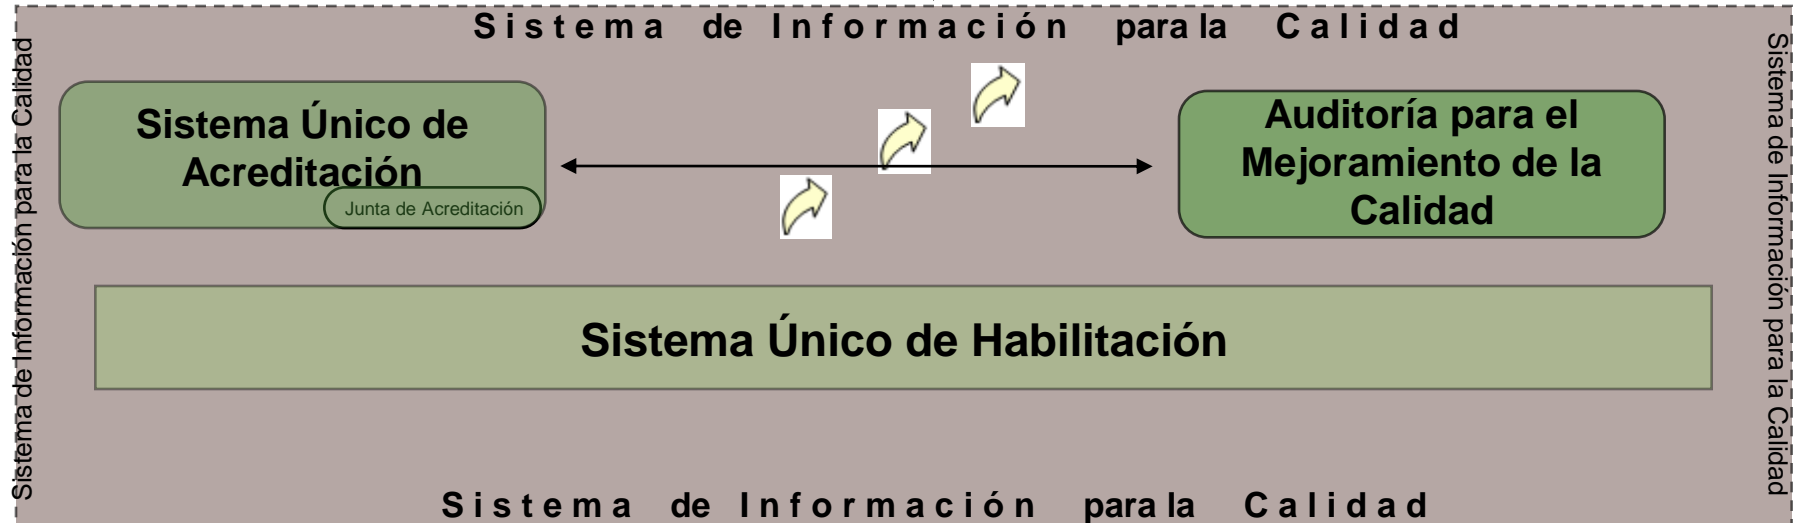 Sistema de Información para la Calidad
Sistema de Información para la Calidad
Sistema de Información para la Calidad
Sistema Único de
Acreditación
Junta de Acreditación
Auditoría para el
Mejoramiento de la
Calidad
Sistema Único de Habilitación
Sistema de Información para la Calidad